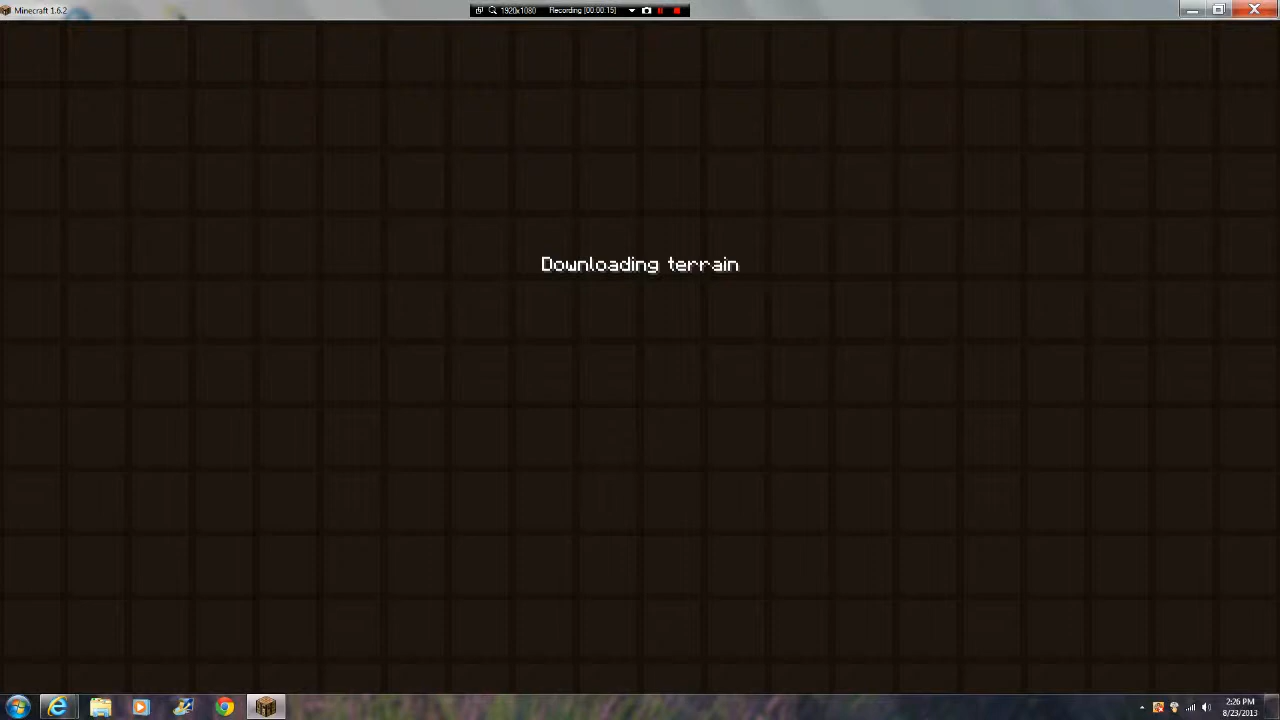 Minecraft 1.6.2
1920x1080
Recording [00:00:15]
Downloading terrain
2:26 PM
8/23/2013